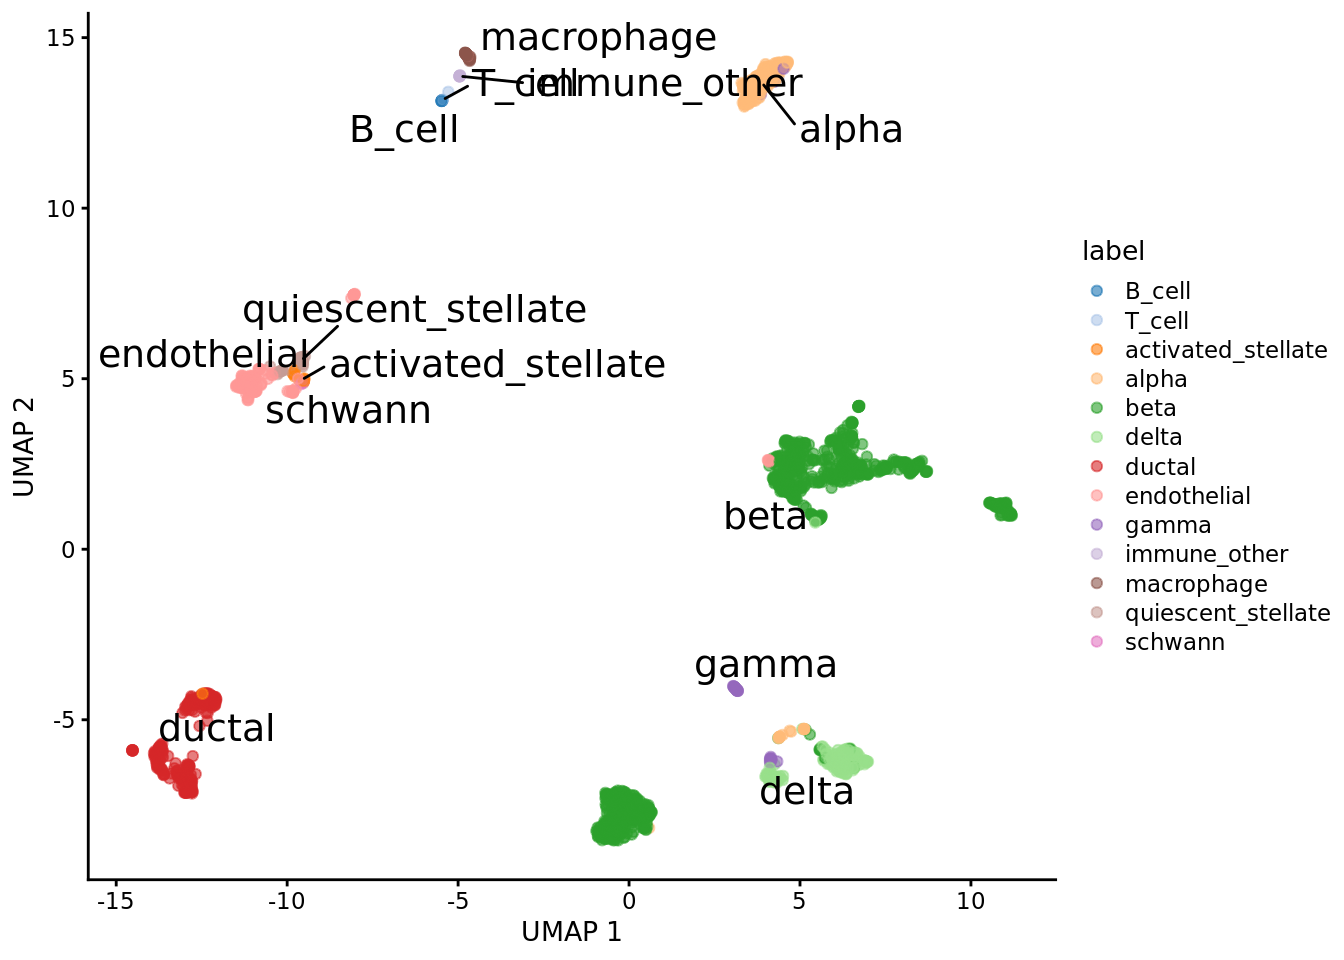 15
10
5
0
-5
UMAP 2
macrophage
T_cell
immune_other
B_cell
alpha
quiescent_stellate
endothelial
activated_stellate
schwann
beta
gamma
ductal
delta
-15
-10
-5
0
5
10
UMAP 1
label
B_cell
T_cell
activated_stellate
alpha
beta
delta
ductal
endothelial
gamma
immune_other
macrophage
quiescent_stellate
schwann